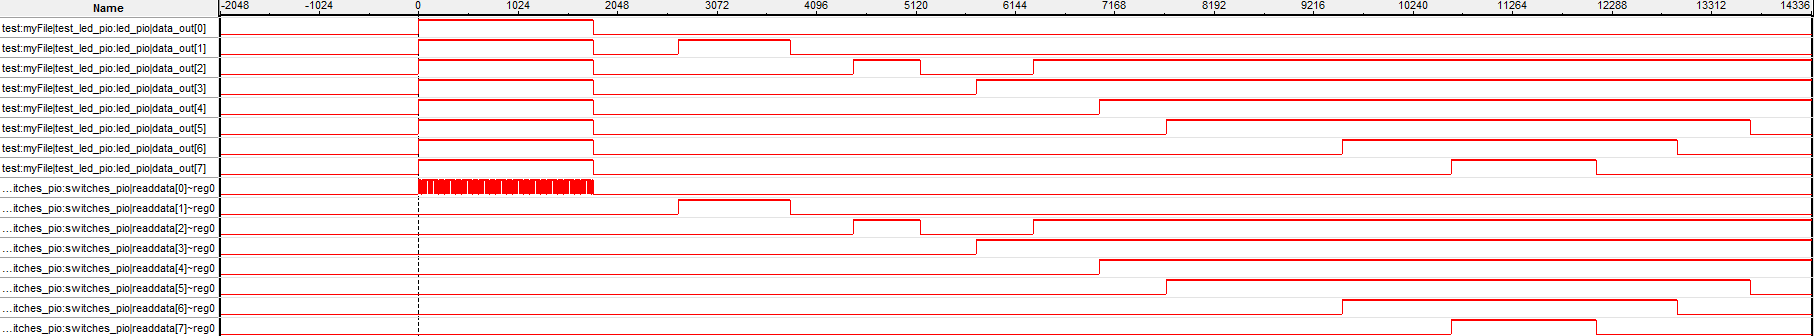 Name -2048 -1024 0 1024 2048 3072 4096 5120 6144 7168 8192 9216 10240 11264 12288 13312 14336
test:myFile|test_led_pio:led_pio|data_out[0]
test:myFile|test_led_pio:led_pio|data_out[1]
test:myFile|test_led_pio:led_pio|data_out[2]
test:myFile|test_led_pio:led_pio|data_out[3]
test:myFile|test_led_pio:led_pio|data_out[4]
test:myFile|test_led_pio:led_pio|data_out[5]
test:myFile|test_led_pio:led_pio|data_out[6]
test:myFile|test_led_pio:led_pio|data_out[7]
...itches_pio:switches_pio|readdata[0]~reg0
...itches_pio:switches_pio|readdata[1]~reg0
...itches_pio:switches_pio|readdata[2]~reg0
...itches_pio:switches_pio|readdata[3]~reg0
...itches_pio:switches_pio|readdata[4]~reg0
...itches_pio:switches_pio|readdata[5]~reg0
...itches_pio:switches_pio|readdata[6]~reg0
...itches_pio:switches_pio|readdata[7]~reg0